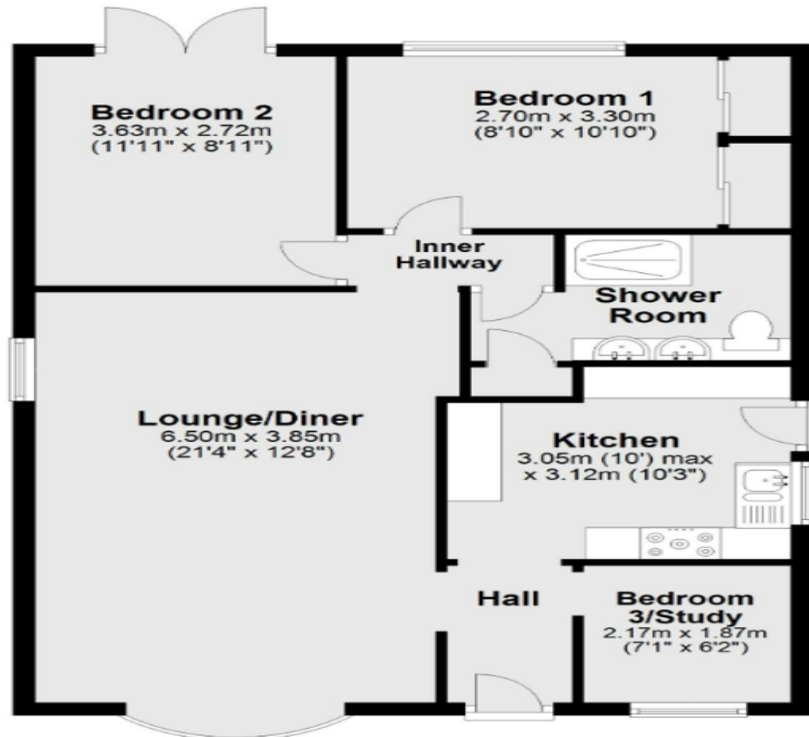 Bedroom 2
3.63m x 2.72m
(11'11" x 8'11")
Bedroom 1
2.70m x 3.30m
(8'10" x 10'10")
Inner
Hallway
Shower
Room
Lounge/Diner
6.50m x 3.85m
(21'4" x 12'8")
Kitchen
3.05m (10') max
x 3.12m (10'3")
Hall
Bedroom
3/Study
2.17m x 1.87m
(7'1" x 6'2")